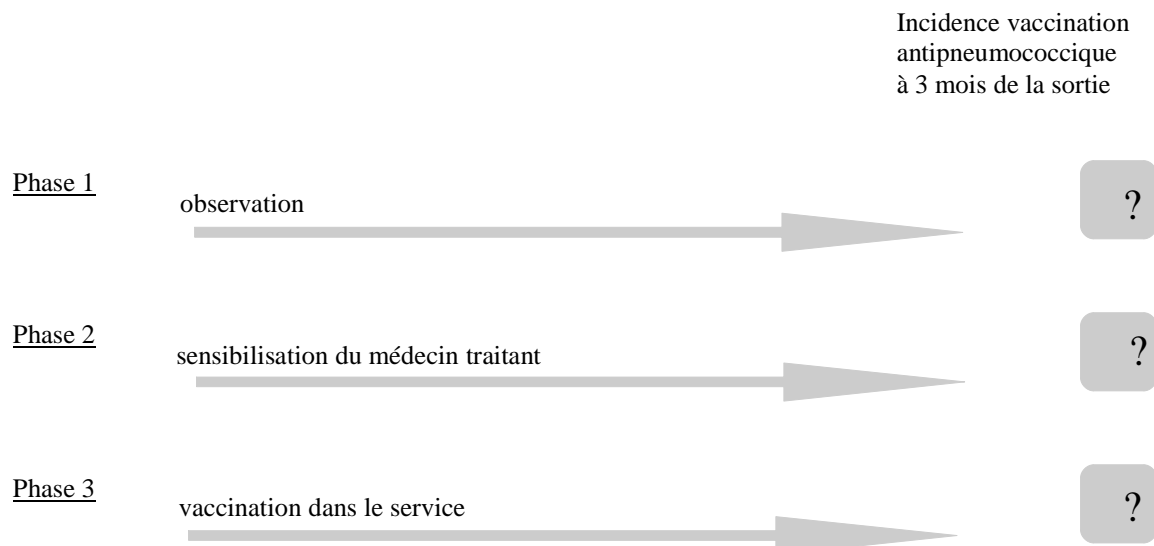 Incidence vaccination
antipneumococcique
à 3 mois de la sortie
Phase 1
observation
?
Phase 2
sensibilisation du médecin traitant
?
Phase 3
vaccination dans le service
?